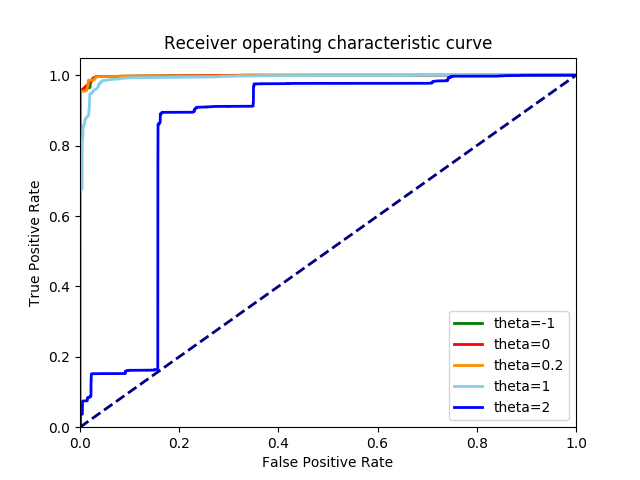 Receiver operating characteristic curve
True Positive Rate
1.0
0.8
0.6
0.4
0.2
0.0
theta=-1
theta=0
theta=0.2
theta=1
theta=2
0.0 0.2 0.4 0.6 0.8 1.0
False Positive Rate